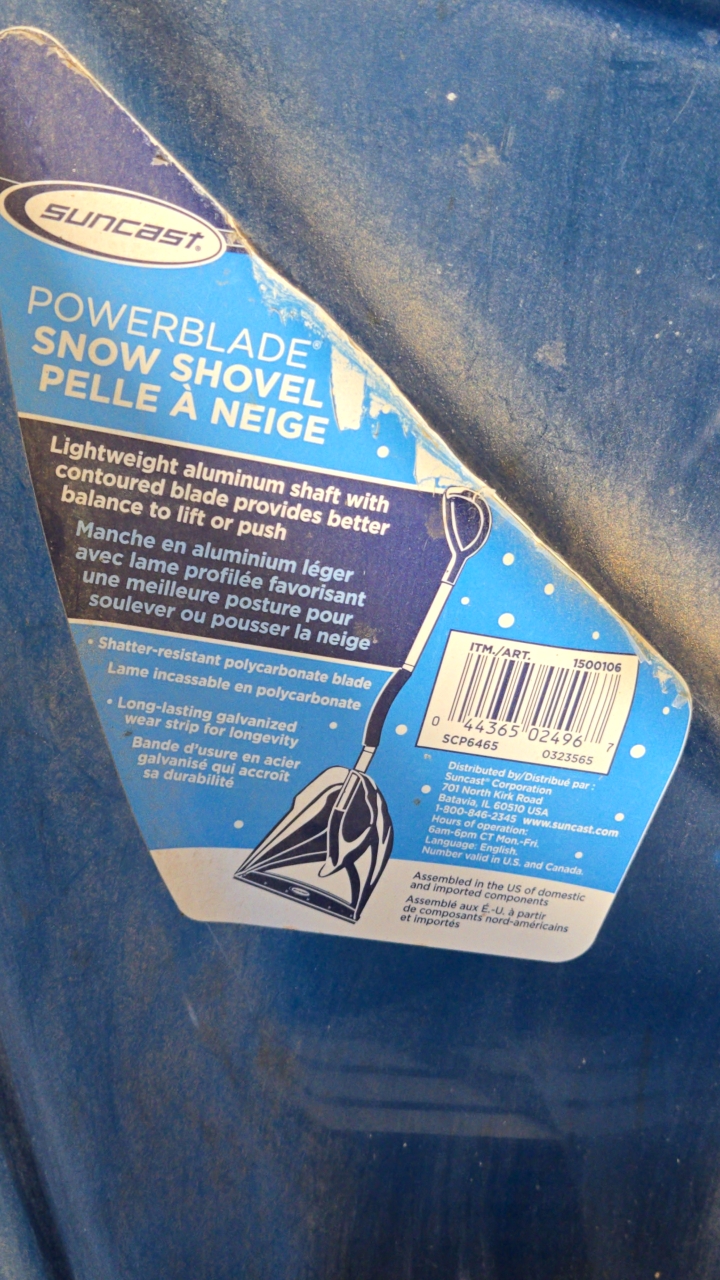 suncast®
POWERBLADE®
SNOW SHOVEL
PELLE À NEIGE
Lightweight aluminum shaft with
contoured blade provides better
balance to lift or push
Manche en aluminium léger
avec lame profilée favorisant
une meilleure posture pour
soulever ou pousser la neige
• Shatter-resistant polycarbonate blade
Lame incassable en polycarbonate
• Long-lasting galvanized
wear strip for longevity
Bande d'usure en acier
galvanisé qui accroît
sa durabilité
ITM./ART. 1500106
0 44365 02496 7
SCP6465 0323565
Distributed by/Distribué par :
Suncast® Corporation
701 North Kirk Road
Batavia, IL 60510 USA
1-800-846-2345 www.suncast.com
Hours of operation:
6am-6pm CT Mon.-Fri.
Language: English.
Number valid in U.S. and Canada.
Assembled in the US of domestic
and imported components
Assemblé aux É.-U. à partir
de composants nord-américains
et importés